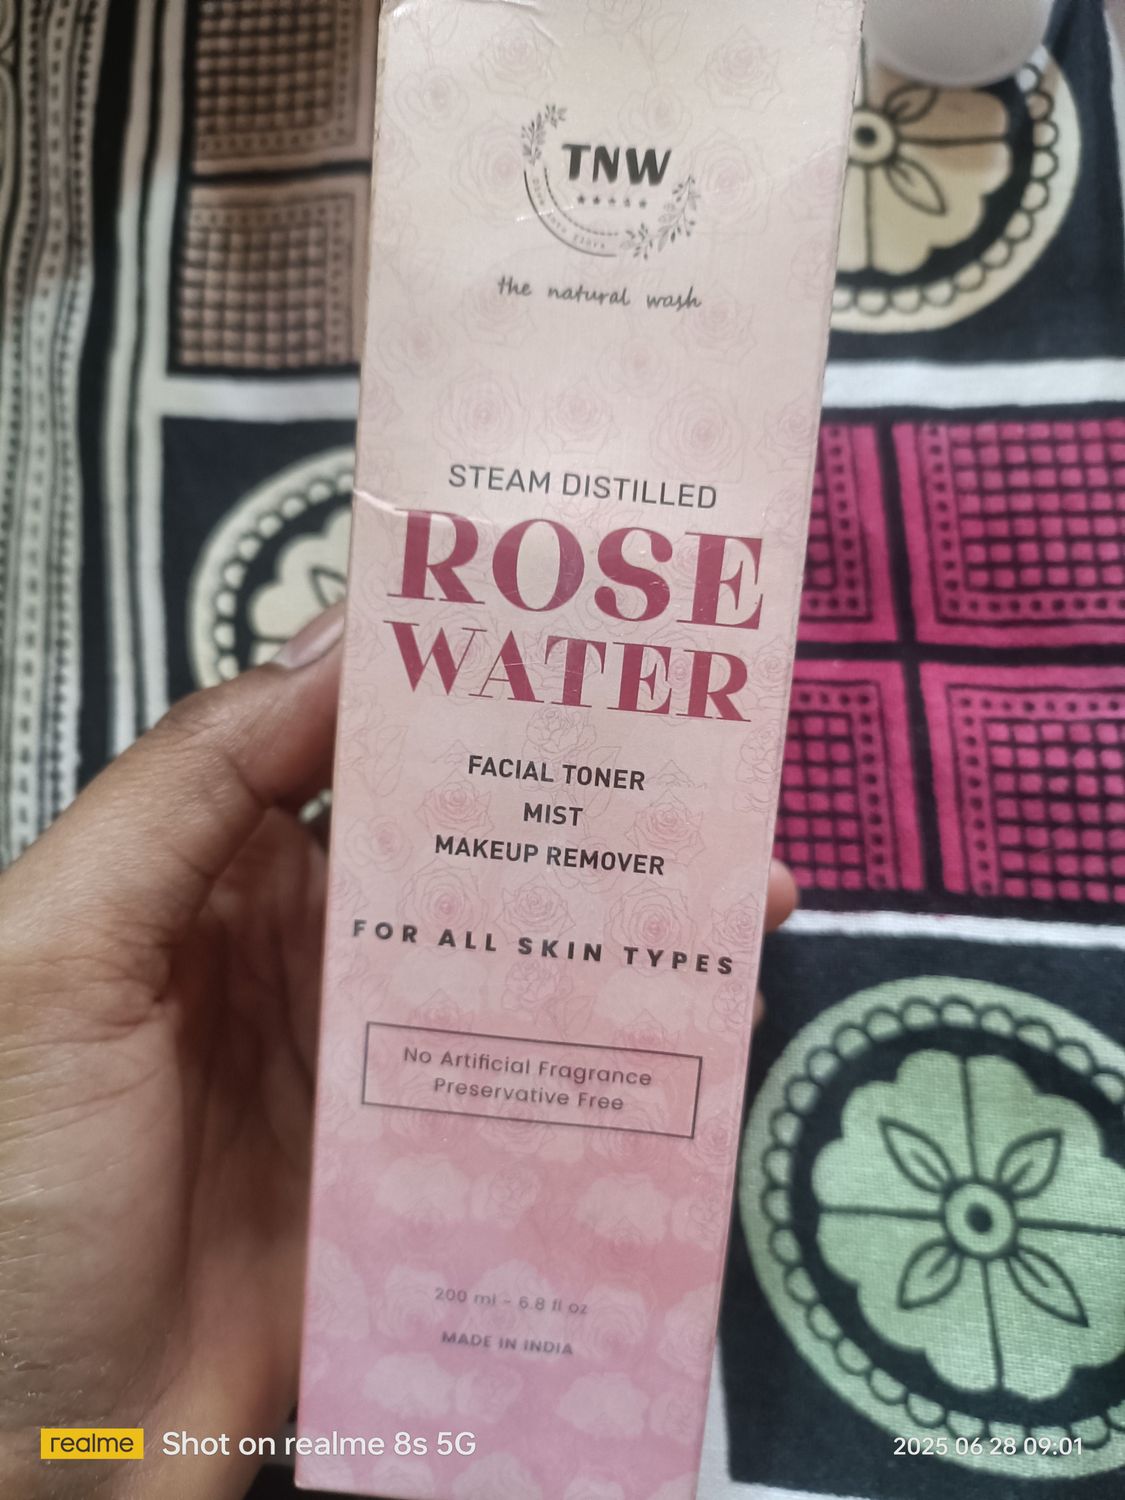 TNW
the natural wash
STEAM DISTILLED
ROSE
WATER
FACIAL TONER
MIST
MAKEUP REMOVER
FOR ALL SKIN TYPES
No Artificial Fragrance
Preservative Free
200 ml - 6.8 fl oz
MADE IN INDIA
realme Shot on realme 8s 5G
2025 06 28 09:01